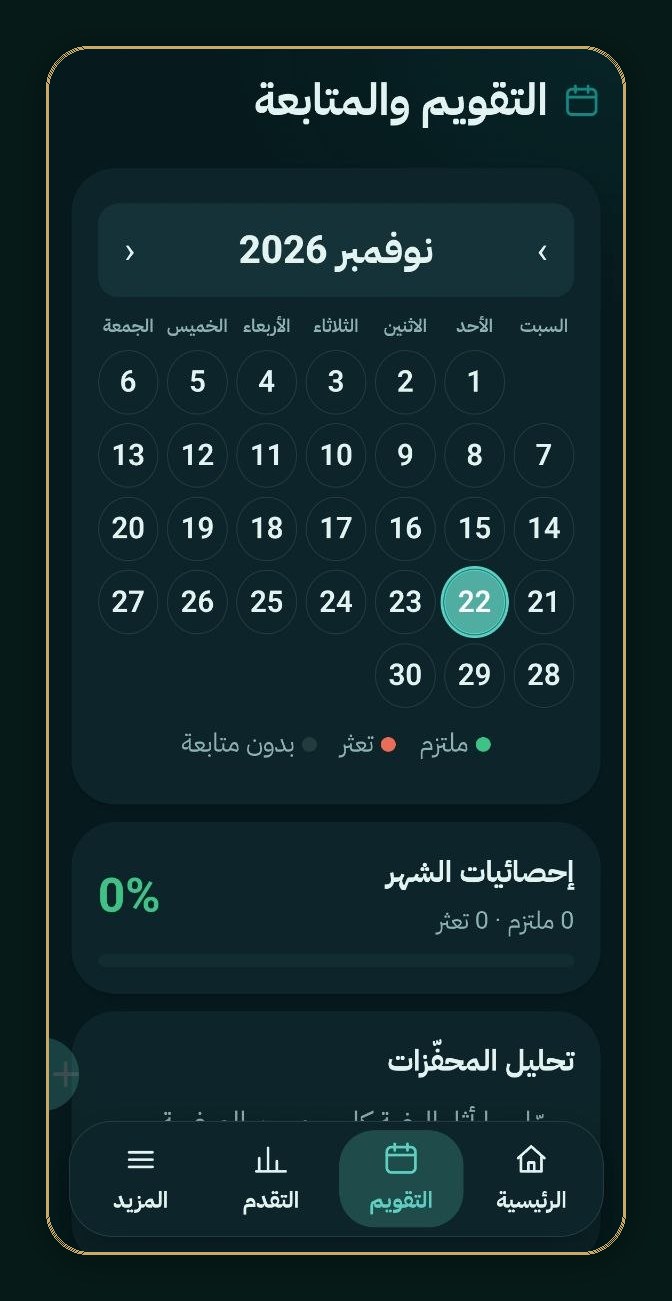 التقويم والمتابعة
نوفمبر 2026
السبت الأحد الاثنين الثلاثاء الأربعاء الخميس الجمعة
1 2 3 4 5 6
7 8 9 10 11 12 13
14 15 16 17 18 19 20
21 22 23 24 25 26 27
28 29 30
ملتزم تعثر بدون متابعة
إحصائيات الشهر
0 ملتزم · 0 تعثر
0%
تحليل المحفّزات
الرئيسية التقويم التقدم المزيد